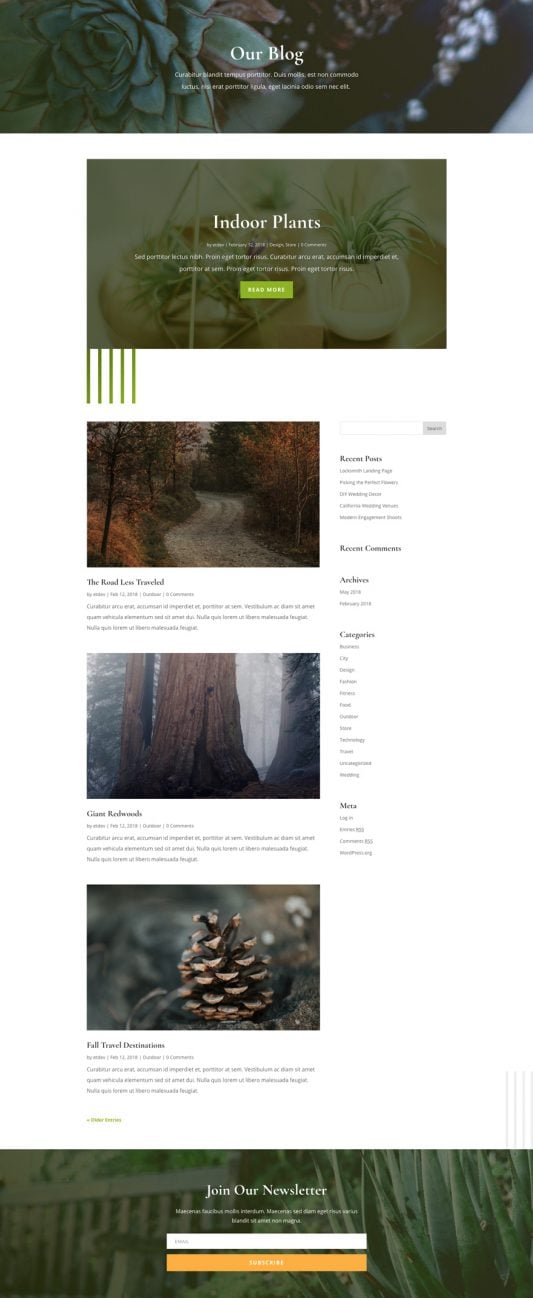 Our Blog
Curabitur blandit tempus porttitor. Duis mollis, est non commodo
luctus, nisi erat porttitor ligula, eget lacinia odio sem nec elit.
Indoor Plants
by etdev | February 12, 2018 | Design, Store | 0 Comments
Sed porttitor lectus nibh. Proin eget tortor risus. Curabitur arcu erat, accumsan id imperdiet et,
porttitor at sem. Proin eget tortor risus. Proin eget tortor risus.
READ MORE
Search
The Road Less Traveled
by etdev | Feb 12, 2018 | Outdoor | 0 Comments
Curabitur arcu erat, accumsan id imperdiet et, porttitor at sem. Vestibulum ac diam sit amet
quam vehicula elementum sed sit amet dui. Nulla quis lorem ut libero malesuada feugiat.
Nulla quis lorem ut libero malesuada feugiat.
Giant Redwoods
by etdev | Feb 12, 2018 | Outdoor | 0 Comments
Curabitur arcu erat, accumsan id imperdiet et, porttitor at sem. Vestibulum ac diam sit amet
quam vehicula elementum sed sit amet dui. Nulla quis lorem ut libero malesuada feugiat.
Nulla quis lorem ut libero malesuada feugiat.
Fall Travel Destinations
by etdev | Feb 12, 2018 | Outdoor | 0 Comments
Curabitur arcu erat, accumsan id imperdiet et, porttitor at sem. Vestibulum ac diam sit amet
quam vehicula elementum sed sit amet dui. Nulla quis lorem ut libero malesuada feugiat.
Nulla quis lorem ut libero malesuada feugiat.
« Older Entries
Recent Posts
Locksmith Landing Page
Picking the Perfect Flowers
DIY Wedding Decor
California Wedding Venues
Modern Engagement Shoots
Recent Comments
Archives
May 2018
February 2018
Categories
Business
City
Design
Fashion
Fitness
Food
Outdoor
Store
Technology
Travel
Uncategorized
Wedding
Meta
Log in
Entries RSS
Comments RSS
WordPress.org
Join Our Newsletter
Maecenas faucibus mollis interdum. Maecenas sed diam eget risus varius
blandit sit amet non magna.
EMAIL
SUBSCRIBE